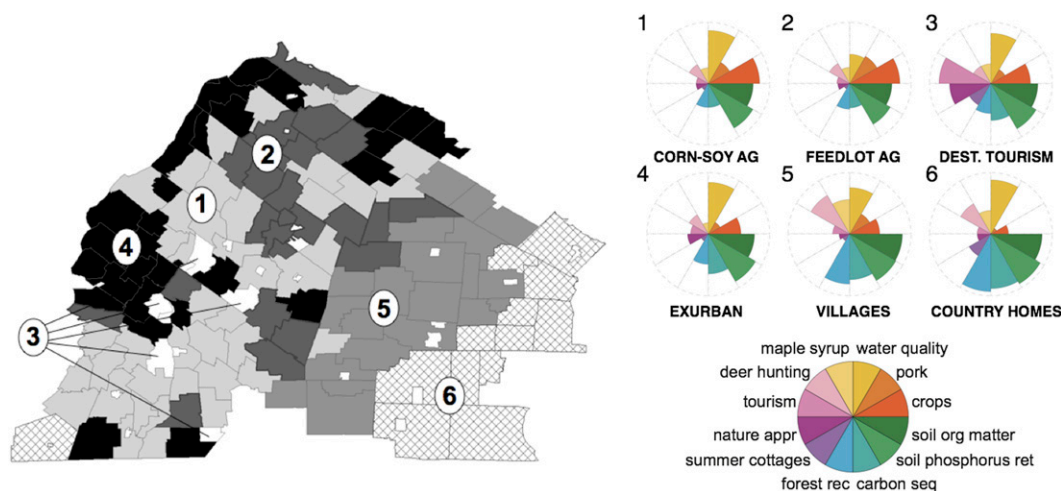 1
2
3
4
5
6
1 2 3
CORN-SOY AG FEEDLOT AG DEST. TOURISM
4 5 6
EXURBAN VILLAGES COUNTRY HOMES
maple syrup water quality
deer hunting pork
tourism crops
nature appr soil org matter
summer cottages soil phosphorus ret
forest rec carbon seq